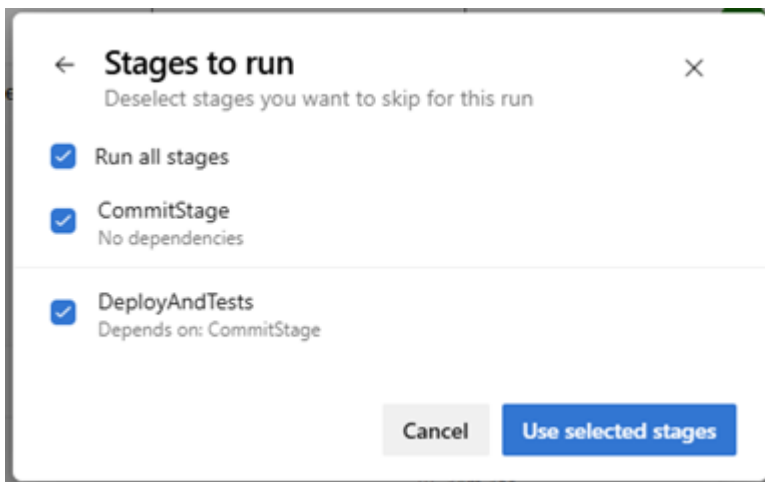 Stages to run
Deselect stages you want to skip for this run
Run all stages
CommitStage
No dependencies
DeployAndTests
Depends on: CommitStage
Cancel
Use selected stages